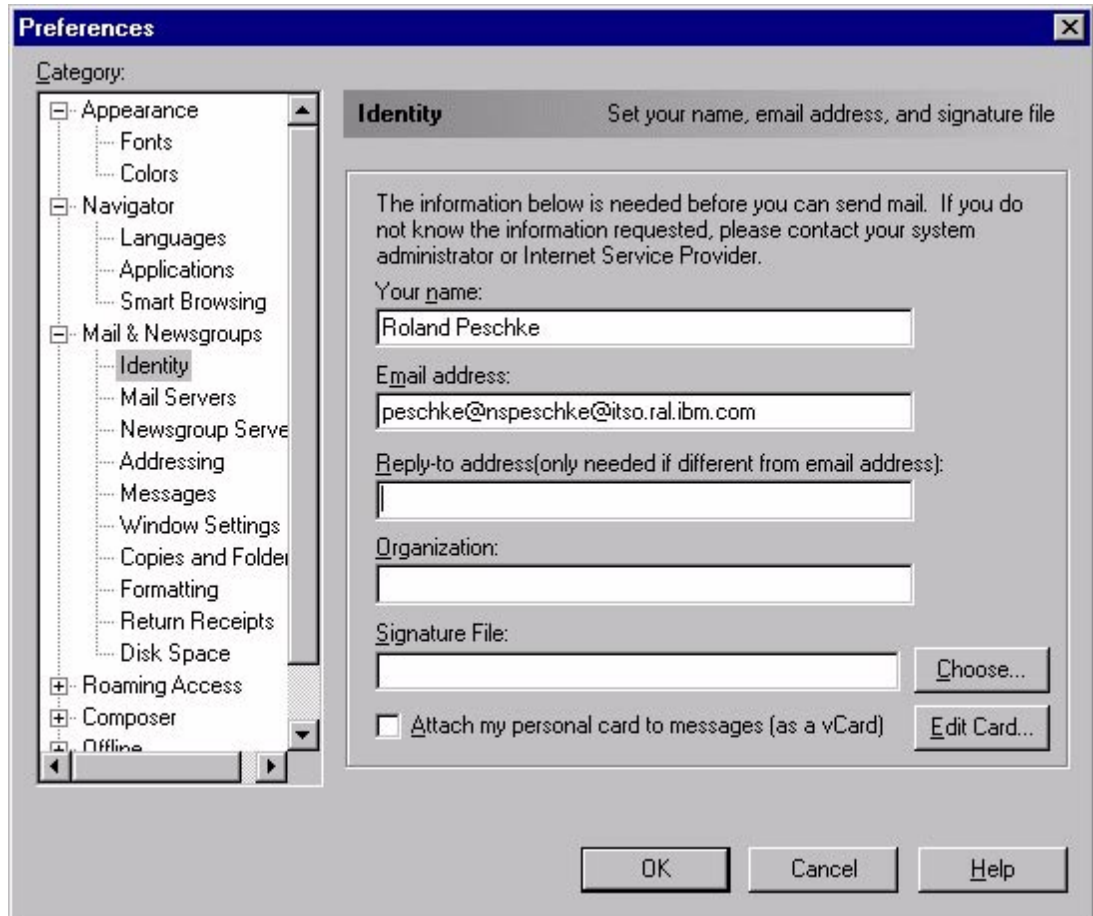 Preferences
Category:
Appearance
Fonts
Colors
Navigator
Languages
Applications
Smart Browsing
Mail & Newsgroups
Identity
Mail Servers
Newsgroup Serve
Addressing
Messages
Window Settings
Copies and Folder
Formatting
Return Receipts
Disk Space
Roaming Access
Composer
Offline
Identity Set your name, email address, and signature file
The information below is needed before you can send mail. If you do
not know the information requested, please contact your system
administrator or Internet Service Provider.
Your name:
Roland Peschke
Email address:
peschke@nspeschke@itso.ral.ibm.com
Reply-to address(only needed if different from email address):
Organization:
Signature File:
Choose...
Attach my personal card to messages (as a vCard) Edit Card...
OK Cancel Help